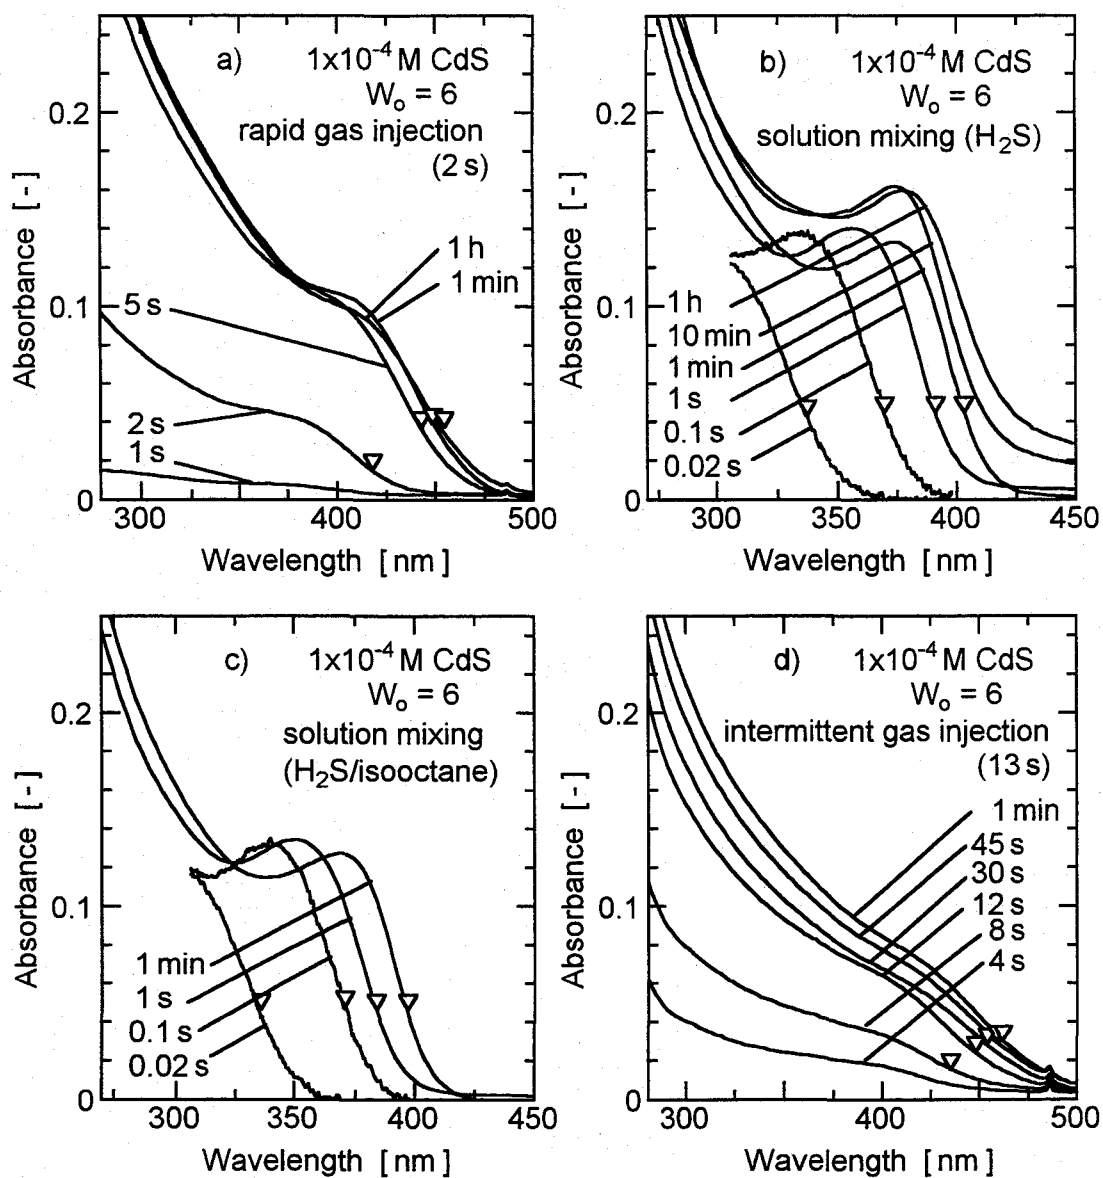 a) 1x10⁻⁴ M CdS
Wₒ = 6
rapid gas injection
(2 s)
0.2
0.1
0
Absorbance [ - ]
1 h
1 min
5 s
2 s
1 s
300
400
500
Wavelength [ nm ]
b) 1x10⁻⁴ M CdS
Wₒ = 6
solution mixing (H₂S)
0.2
0.1
0
Absorbance [ - ]
1 h
10 min
1 min
1 s
0.1 s
0.02 s
300
350
400
450
Wavelength [ nm ]
c) 1x10⁻⁴ M CdS
Wₒ = 6
solution mixing
(H₂S/isooctane)
0.2
0.1
0
Absorbance [ - ]
1 min
1 s
0.1 s
0.02 s
300
350
400
450
Wavelength [ nm ]
d) 1x10⁻⁴ M CdS
Wₒ = 6
intermittent gas injection
(13 s)
0.2
0.1
0
Absorbance [ - ]
1 min
45 s
30 s
12 s
8 s
4 s
300
400
500
Wavelength [ nm ]